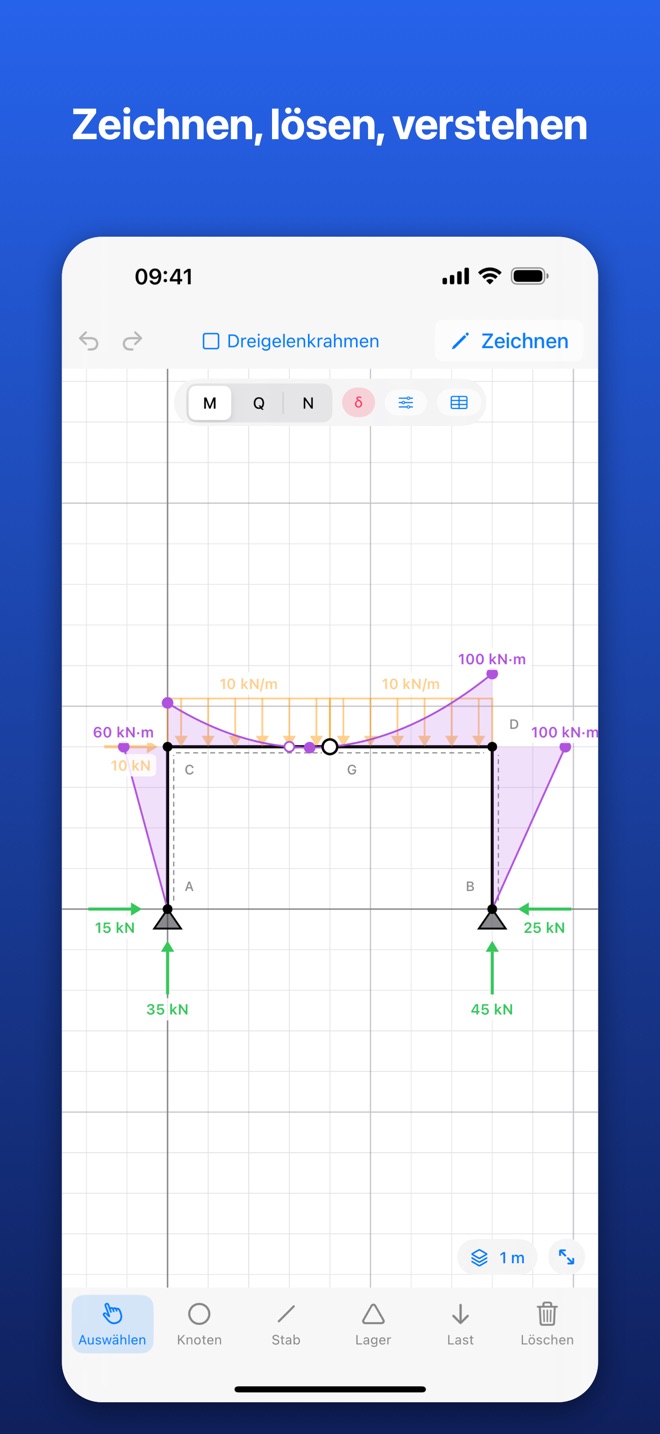 Zeichnen, lösen, verstehen
09:41
Dreigelenkrahmen
Zeichnen
M Q N δ
100 kN·m
10 kN/m 10 kN/m
D
60 kN·m
100 kN·m
10 kN
C
G
A
B
15 kN
25 kN
35 kN
45 kN
1 m
Auswählen Knoten Stab Lager Last Löschen